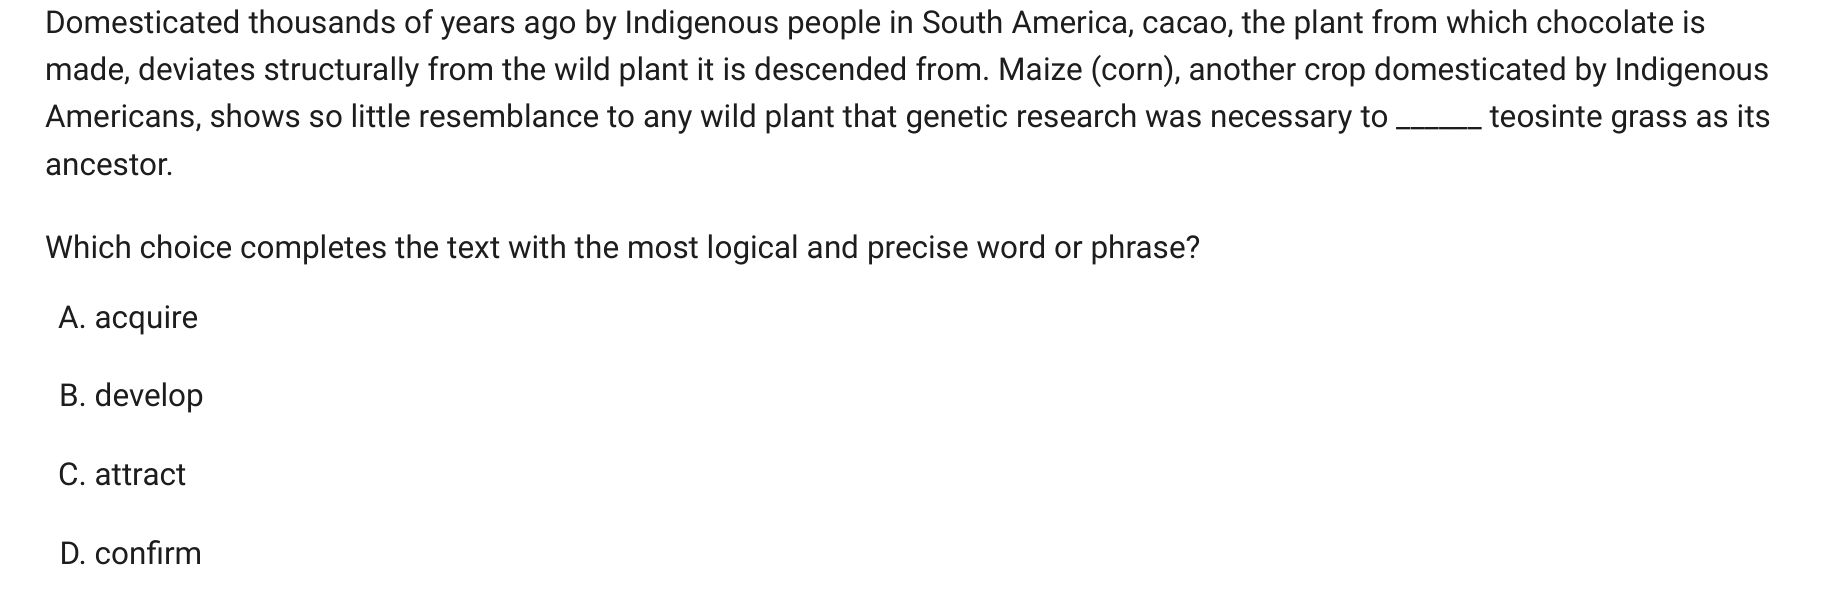 Domesticated thousands of years ago by Indigenous people in South America, cacao, the plant from which chocolate is
made, deviates structurally from the wild plant it is descended from. Maize (corn), another crop domesticated by Indigenous
Americans, shows so little resemblance to any wild plant that genetic research was necessary to ______ teosinte grass as its
ancestor.
Which choice completes the text with the most logical and precise word or phrase?
A. acquire
B. develop
C. attract
D. confirm